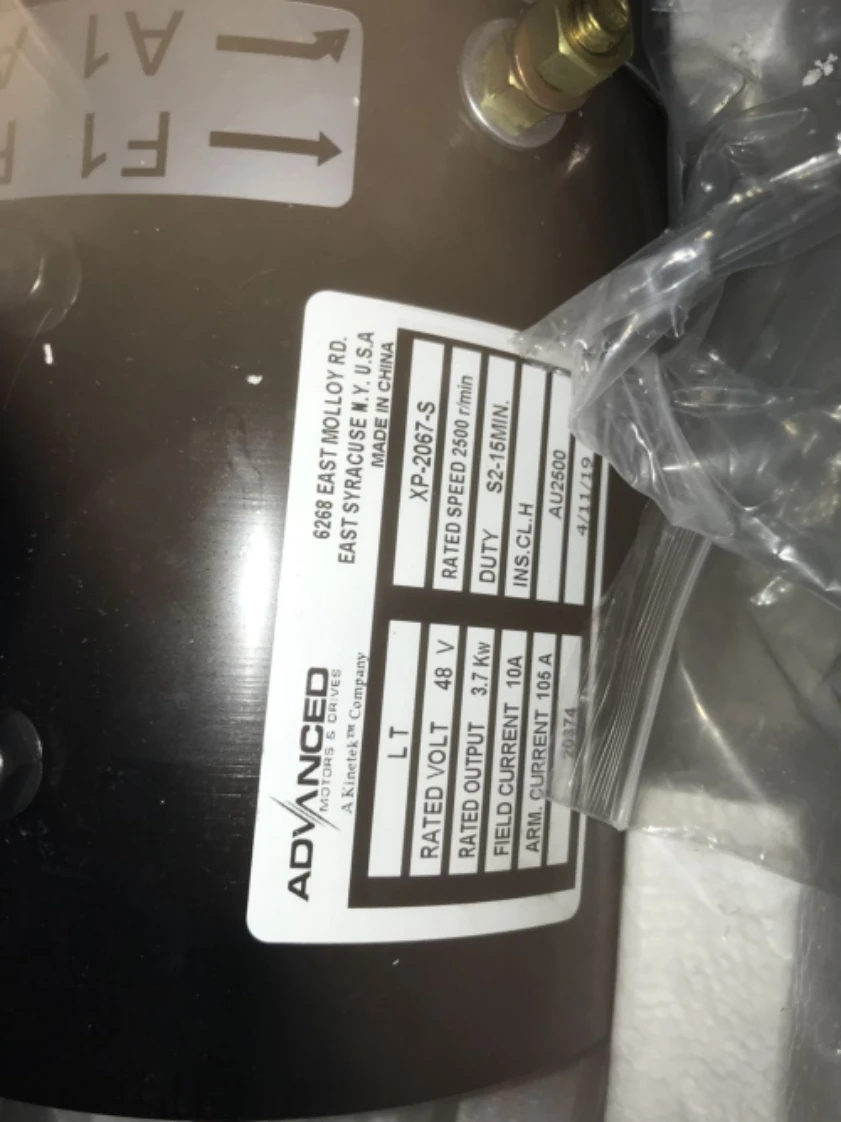 A1
F1
ADVANCED
MOTORS & DRIVES
A Kinetek™ Company
6268 EAST MOLLOY RD.
EAST SYRACUSE N.Y. U.S.A
MADE IN CHINA
LT XP-2067-S
RATED VOLT 48 V RATED SPEED 2500 r/min
RATED OUTPUT 3.7 Kw DUTY S2-15MIN.
FIELD CURRENT 10A INS.CL.H
ARM. CURRENT 105 A AU2500
20374 4/11/19